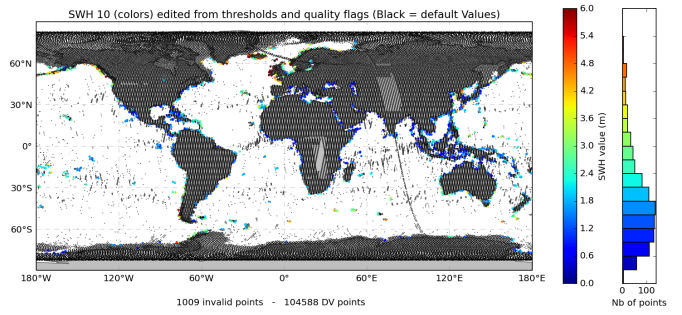 SWH 10 (colors) edited from thresholds and quality flags (Black = default Values)
60°N
30°N
0°
30°S
60°S
180°W 120°W 60°W 0° 60°E 120°E 180°E
1009 invalid points - 104588 DV points
6.0
5.4
4.8
4.2
3.6
3.0
2.4
1.8
1.2
0.6
0.0
SWH value (m)
0 100
Nb of points